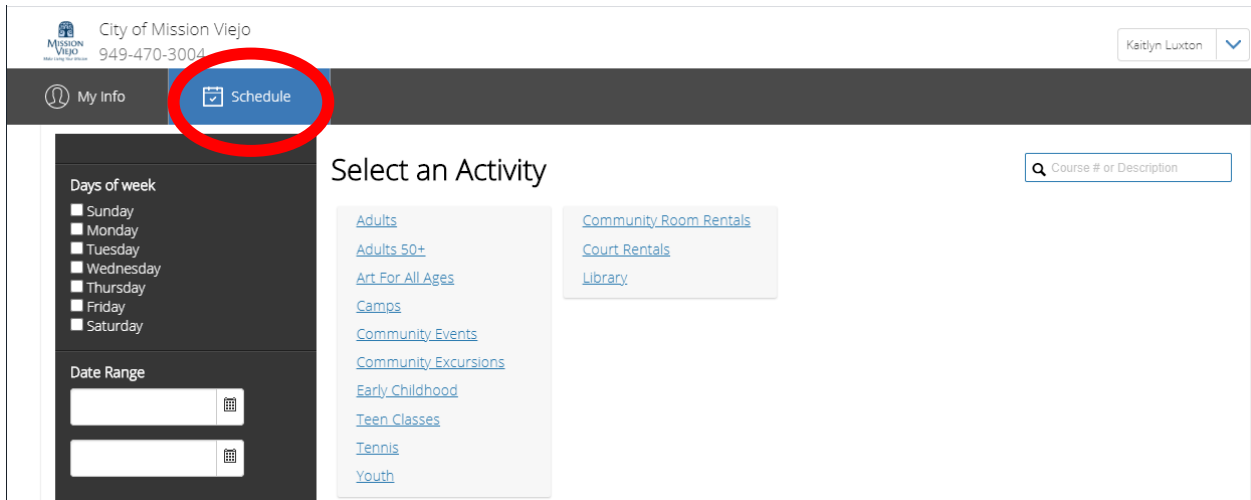 City of Mission Viejo
MISSION
VIEJO
949-470-3004
Kaitlyn Luxton
My Info
Schedule
Days of week
Sunday
Monday
Tuesday
Wednesday
Thursday
Friday
Saturday
Date Range
Select an Activity
Course # or Description
Adults
Adults 50+
Art For All Ages
Camps
Community Events
Community Excursions
Early Childhood
Teen Classes
Tennis
Youth
Community Room Rentals
Court Rentals
Library